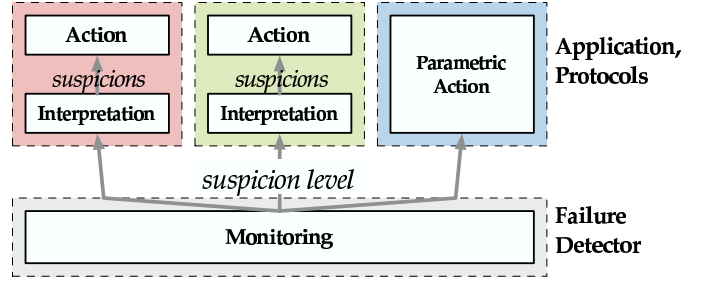 Action
suspicions
Interpretation
Action
suspicions
Interpretation
Parametric
Action
Application,
Protocols
suspicion level
Monitoring
Failure
Detector